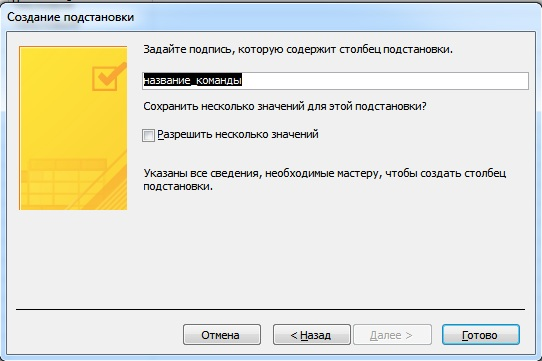 Создание подстановки
Задайте подпись, которую содержит столбец подстановки.
название_команды
Сохранить несколько значений для этой подстановки?
Разрешить несколько значений
Указаны все сведения, необходимые мастеру, чтобы создать столбец
подстановки.
Отмена
< Назад
Далее >
Готово